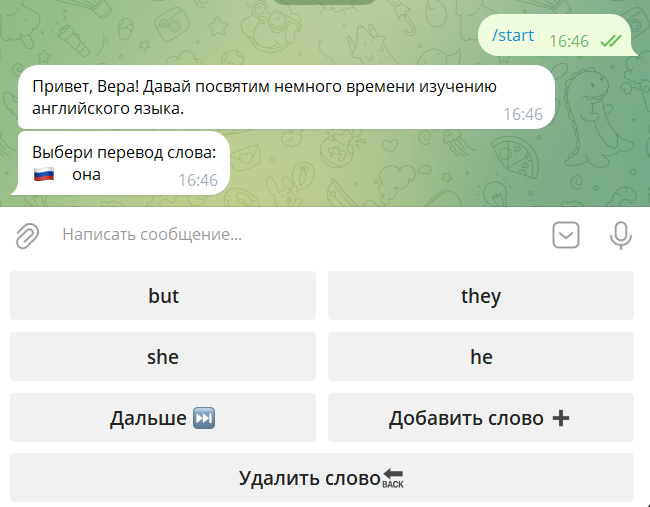 /start 16:46
Привет, Вера! Давай посвятим немного времени изучению
английского языка.
16:46
Выбери перевод слова:
🇷🇺 она 16:46
Написать сообщение...
but they
she he
Дальше ⏭ Добавить слово ➕
Удалить слово🔙